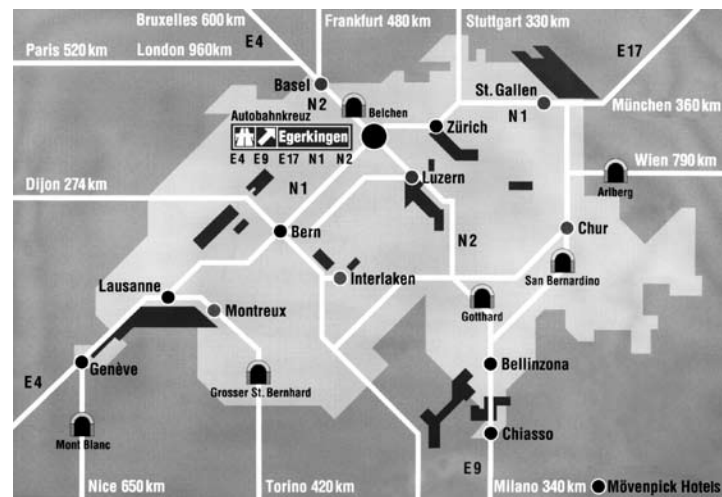 Bruxelles 600 km
Frankfurt 480 km
Stuttgart 330 km
E4
E17
Paris 520 km
London 960km
Basel
St. Gallen
N2
Belchen
N1
München 360 km
Autobahnkreuz
Zürich
Egerkingen
E4 E9 E17 N1 N2
Wien 790 km
Luzern
Arlberg
Dijon 274 km
N1
Bern
N2
Chur
Lausanne
Interlaken
San Bernardino
Montreux
Gotthard
Genève
Bellinzona
E4
Grosser St. Bernhard
Mont Blanc
Chiasso
E9
Nice 650 km
Torino 420 km
Milano 340 km
Mövenpick Hotels